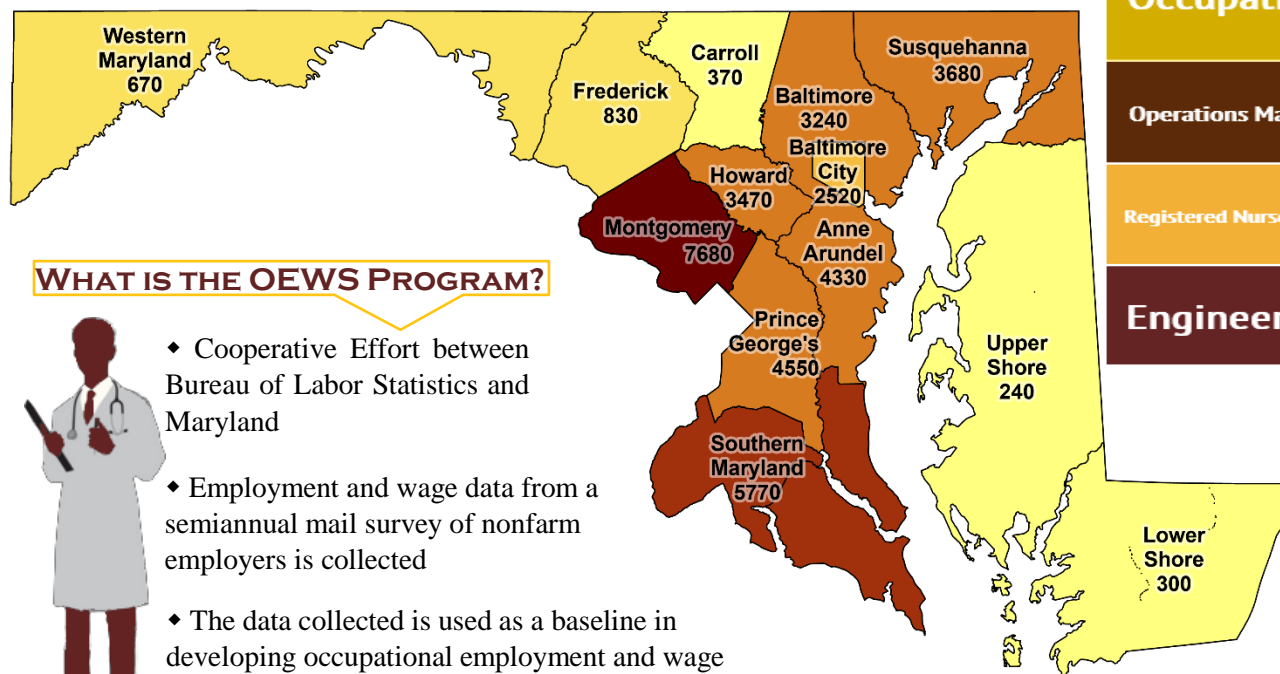 Western
Maryland
670
Frederick
830
Carroll
370
Baltimore
3240
Baltimore
City
2520
Susquehanna
3680
Howard
3470
Montgomery
7680
Anne
Arundel
4330
Prince
George's
4550
Southern
Maryland
5770
Upper
Shore
240
Lower
Shore
300
WHAT IS THE OEWS PROGRAM?
◆ Cooperative Effort between
Bureau of Labor Statistics and
Maryland
◆ Employment and wage data from a
semiannual mail survey of nonfarm
employers is collected
◆ The data collected is used as a baseline in
developing occupational employment and wage
Operations
Registered